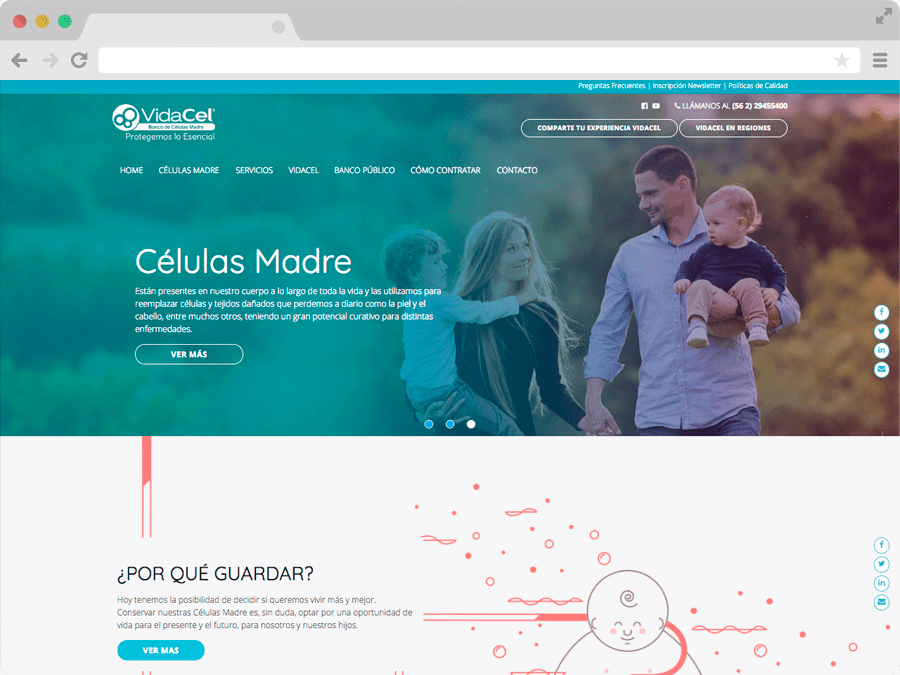 Preguntas Frecuentes | Inscripción Newsletter | Políticas de Calidad
LLÁMANOS AL (56 2) 29455400
VidaCel®
Banco de Células Madre
Protegemos lo Esencial
COMPARTE TU EXPERIENCIA VIDACEL
VIDACEL EN REGIONES
HOME CÉLULAS MADRE SERVICIOS VIDACEL BANCO PÚBLICO CÓMO CONTRATAR CONTACTO
Células Madre
Están presentes en nuestro cuerpo a lo largo de toda la vida y las utilizamos para
reemplazar células y tejidos dañados que perdemos a diario como la piel y el
cabello, entre muchos otros, teniendo un gran potencial curativo para distintas
enfermedades.
VER MÁS
¿POR QUÉ GUARDAR?
Hoy tenemos la posibilidad de decidir si queremos vivir más y mejor.
Conservar nuestras Células Madre es, sin duda, optar por una oportunidad de
vida para el presente y el futuro, para nosotros y nuestros hijos.
VER MAS